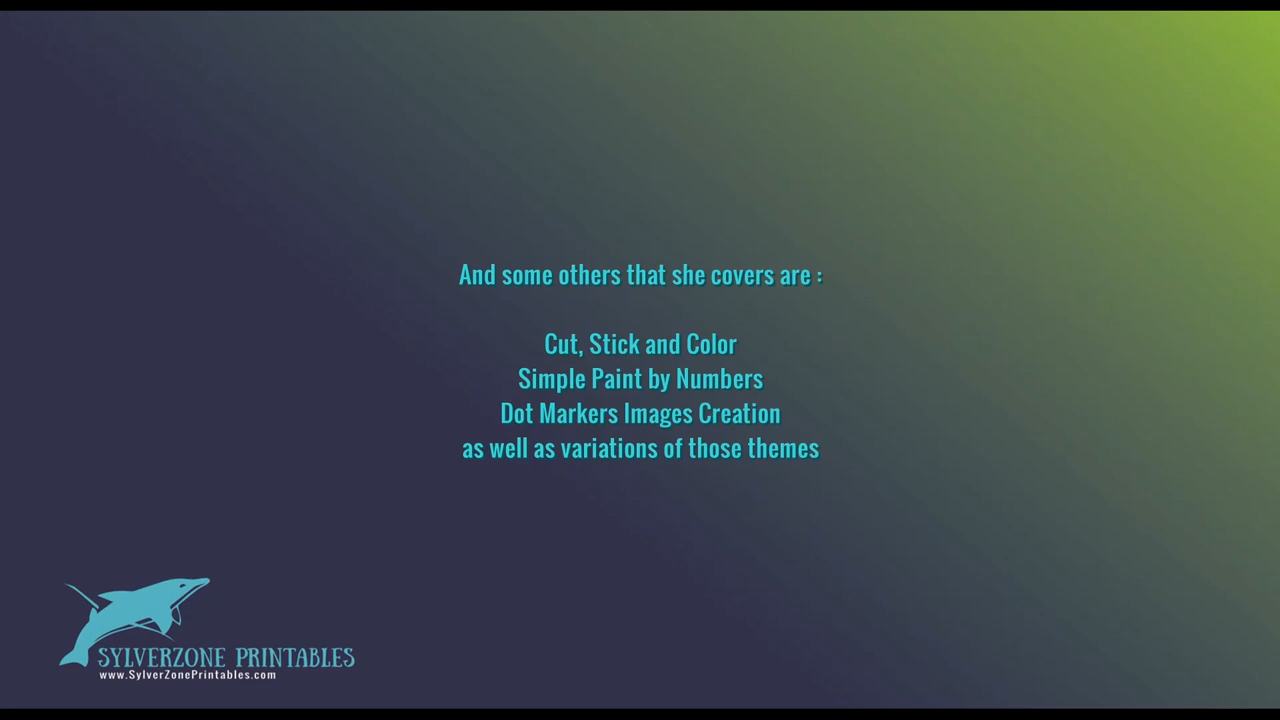 And some others that she covers are :
Cut, Stick and Color
Simple Paint by Numbers
Dot Markers Images Creation
as well as variations of those themes
SYLVERZONE PRINTABLES
www.SylverZonePrintables.com